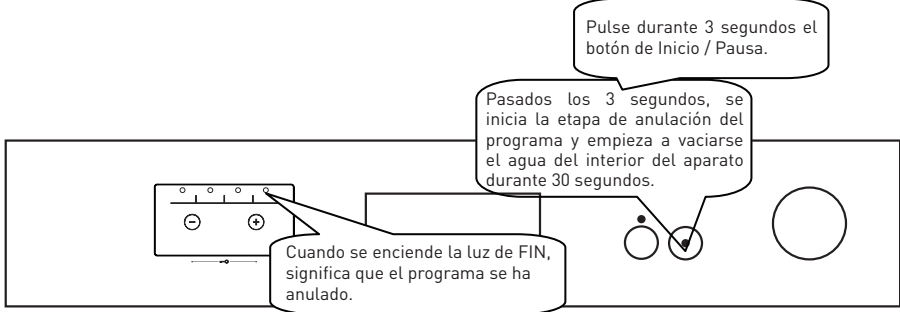 Pulse durante 3 segundos el
botón de Inicio / Pausa.
Pasados los 3 segundos, se
inicia la etapa de anulación del
programa y empieza a vaciarse
el agua del interior del aparato
durante 30 segundos.
Cuando se enciende la luz de FIN,
significa que el programa se ha
anulado.